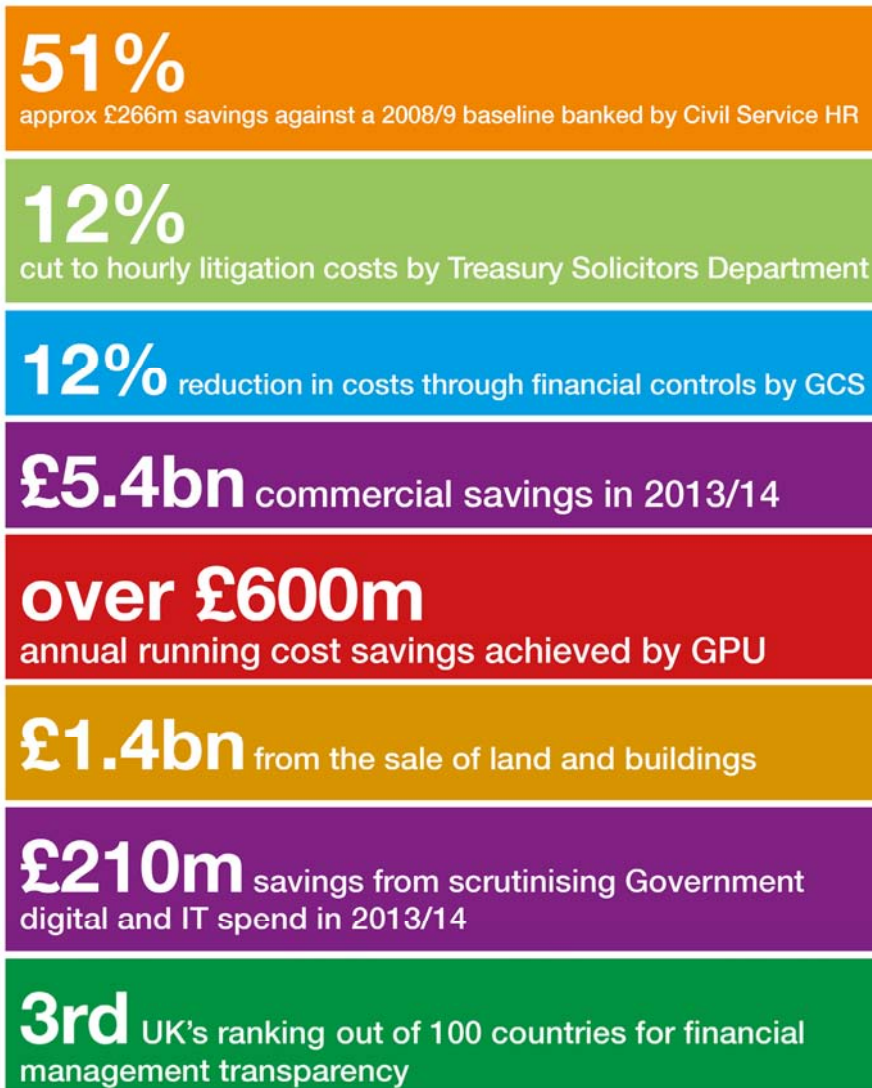 51%
approx £266m savings against a 2008/9 baseline banked by Civil Service HR
12%
cut to hourly litigation costs by Treasury Solicitors Department
12% reduction in costs through financial controls by GCS
£5.4bn commercial savings in 2013/14
over £600m
annual running cost savings achieved by GPU
£1.4bn from the sale of land and buildings
£210m savings from scrutinising Government
digital and IT spend in 2013/14
3rd UK's ranking out of 100 countries for financial
management transparency